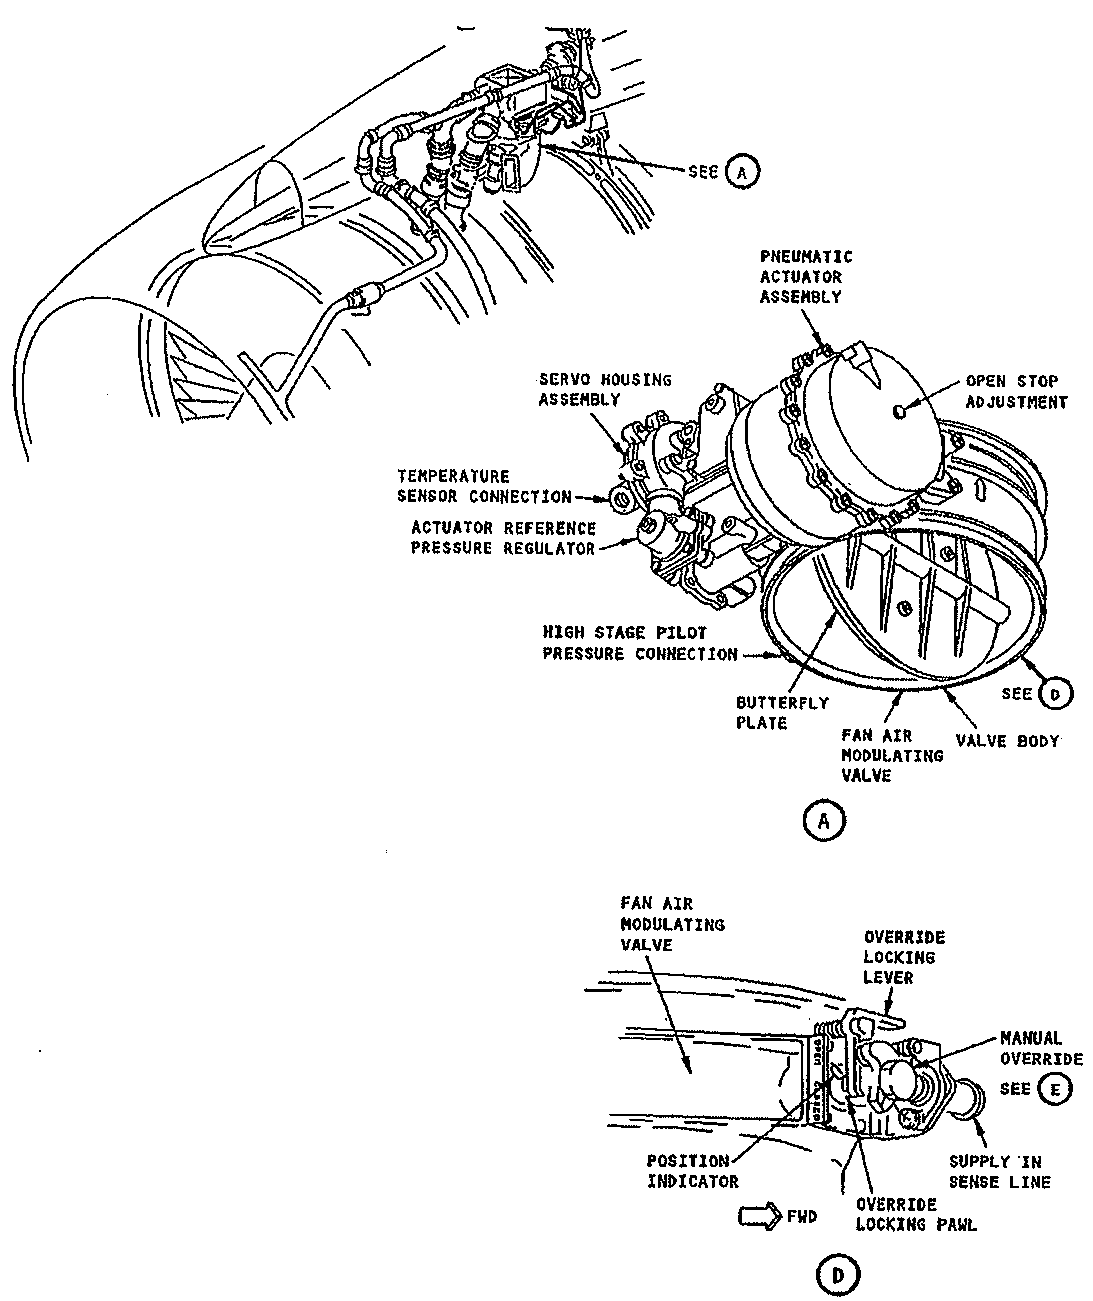 SEE A
PNEUMATIC
ACTUATOR
ASSEMBLY
SERVO HOUSING
ASSEMBLY
OPEN STOP
ADJUSTMENT
TEMPERATURE
SENSOR CONNECTION
ACTUATOR REFERENCE
PRESSURE REGULATOR
HIGH STAGE PILOT
PRESSURE CONNECTION
SEE D
BUTTERFLY
PLATE
FAN AIR
MODULATING
VALVE
VALVE BODY
A
FAN AIR
MODULATING
VALVE
OVERRIDE
LOCKING
LEVER
MANUAL
OVERRIDE
SEE E
OPEN
CLOSED
POSITION
INDICATOR
SUPPLY IN
SENSE LINE
OVERRIDE
LOCKING PAWL
FWD
D